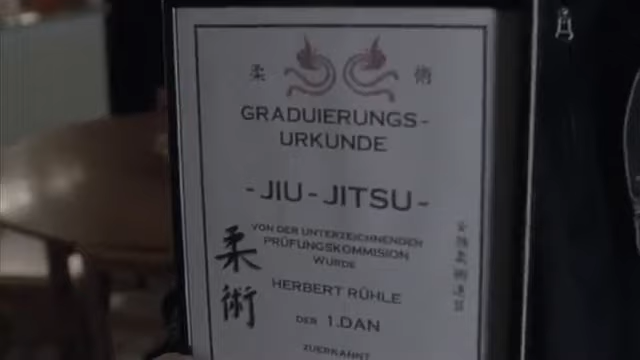 柔 術
GRADUIERUNGS-
URKUNDE
- JIU - JITSU -
VON DER UNTERZEICHNENDEN
PRÜFUNGSKOMMISION
WURDE
HERBERT RÜHLE
DER 1.DAN
ZUERKANNT
柔
術